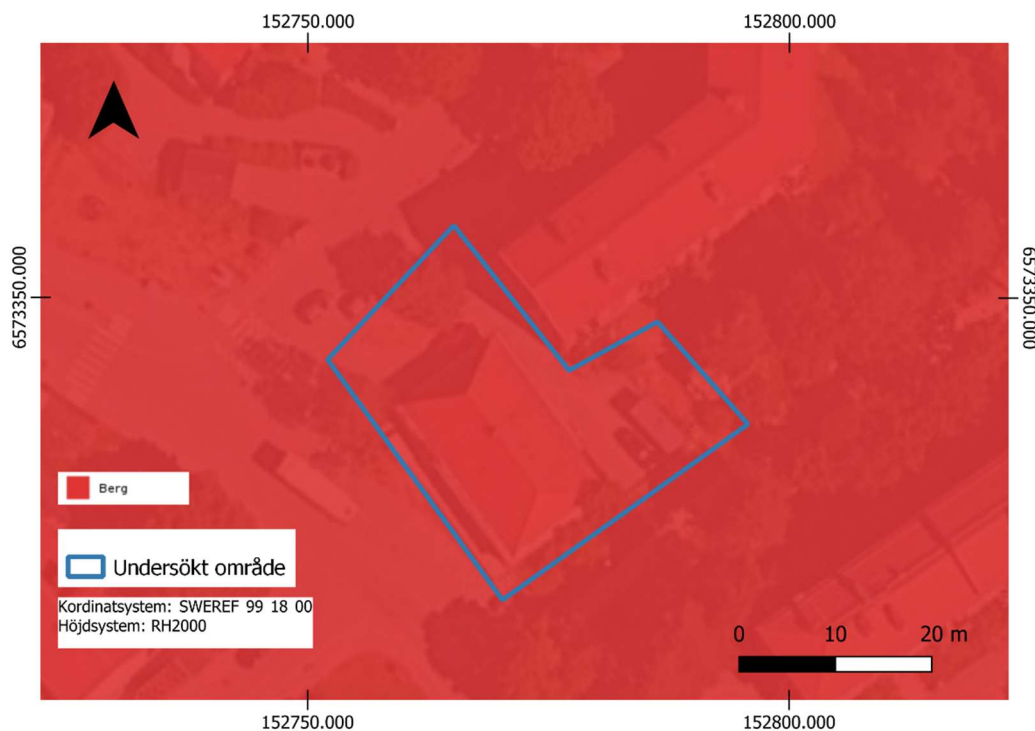 152750.000
152800.000
6573350.000
6573350.000
Berg
Undersökt område
Kordinatsystem: SWEREF 99 18 00
Höjdsystem: RH2000
0 10 20 m
152750.000
152800.000